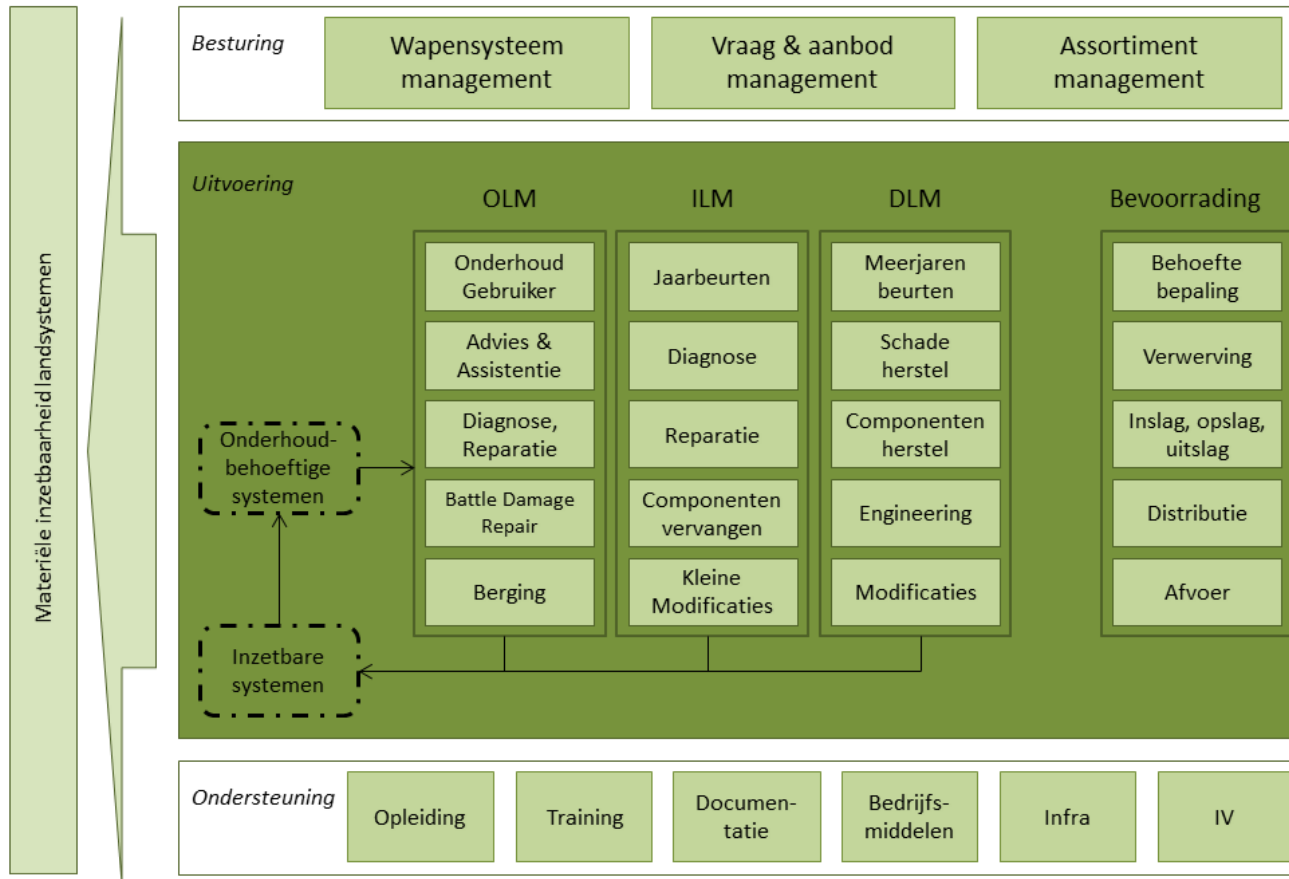 Materiële inzetbaarheid landsystemen
Besturing
Wapensysteem
management
Vraag & aanbod
management
Assortiment
management
Uitvoering
OLM
Onderhoud
Gebruiker
Advies &
Assistentie
Diagnose,
Reparatie
Battle Damage
Repair
Berging
ILM
Jaarbeurten
Diagnose
Reparatie
Componenten
vervangen
Kleine
Modificaties
DLM
Meerjaren
beurten
Schade
herstel
Componenten
herstel
Engineering
Modificaties
Bevoorrading
Behoefte
bepaling
Verwerving
Inslag, opslag,
uitslag
Distributie
Afvoer
Onderhoud-
behoeftige
systemen
Inzetbare
systemen
Ondersteuning
Opleiding
Training
Documen-
tatie
Bedrijfs-
middelen
Infra
IV